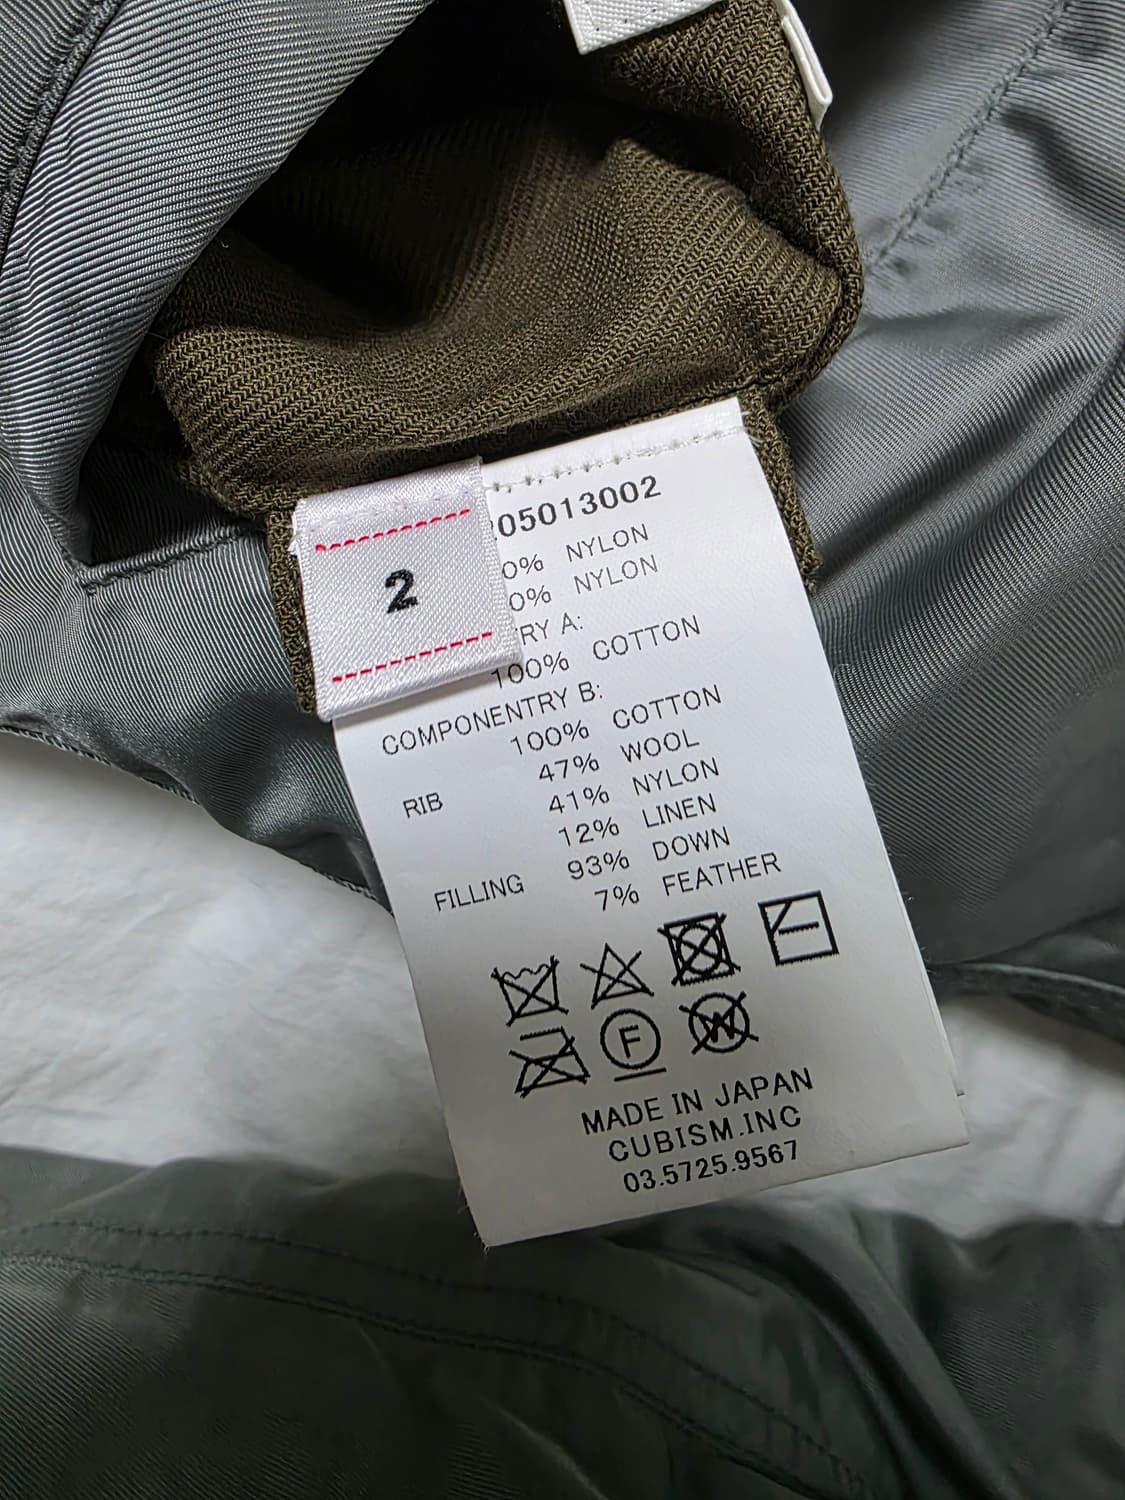 2
05013002
0% NYLON
0% NYLON
RY A:
100% COTTON
COMPONENTRY B:
100% COTTON
47% WOOL
RIB 41% NYLON
12% LINEN
93% DOWN
FILLING 7% FEATHER
F
W
MADE IN JAPAN
CUBISM.INC
03.5725.9567